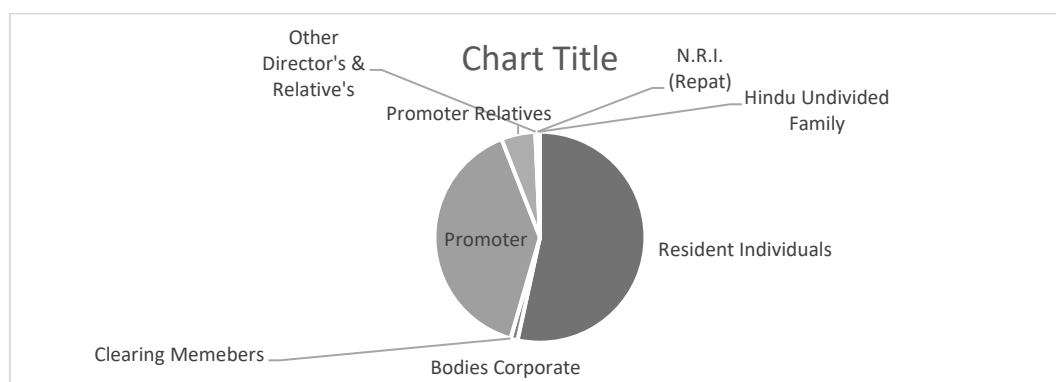 Chart Title
Other
Director's &
Relative's
N.R.I.
(Repat)
Promoter Relatives
Hindu Undivided
Family
Promoter
Resident Individuals
Clearing Memebers
Bodies Corporate